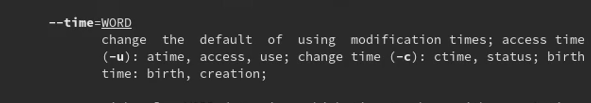 --time=WORD
change the default of using modification times; access time
(-u): atime, access, use; change time (-c): ctime, status; birth
time: birth, creation;